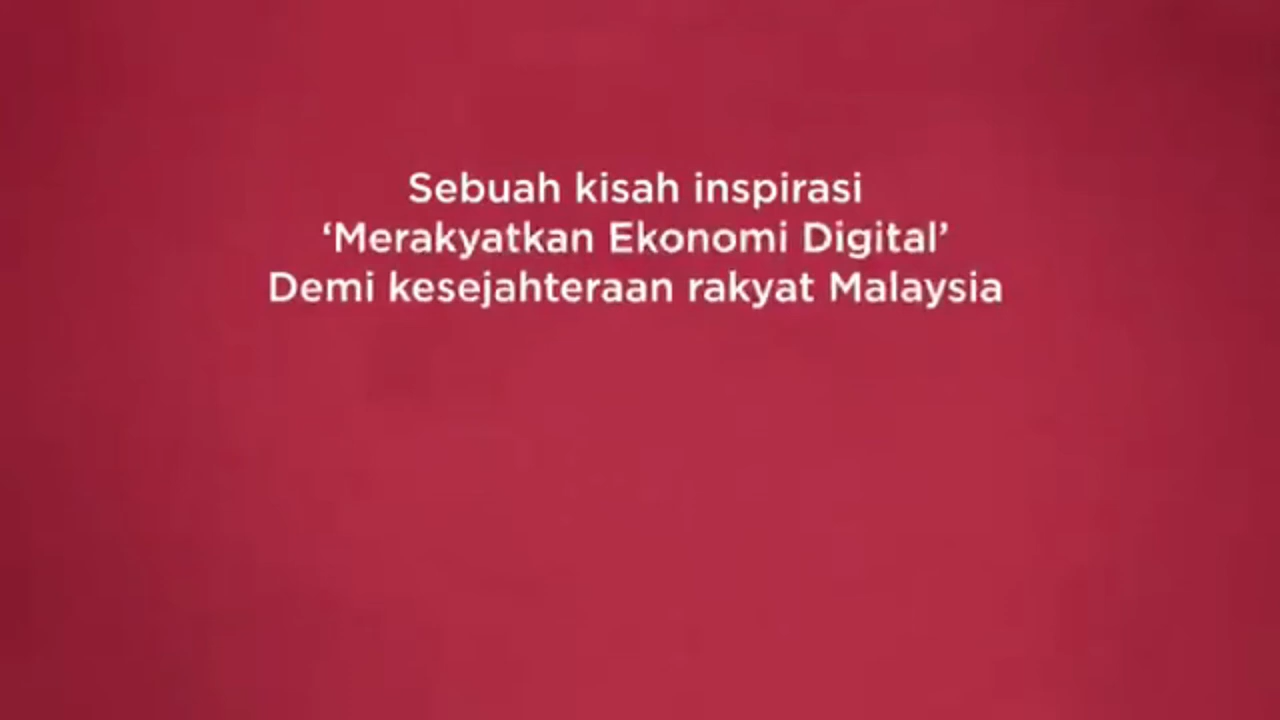 Sebuah kisah inspirasi
‘Merakyatkan Ekonomi Digital’
Demi kesejahteraan rakyat Malaysia